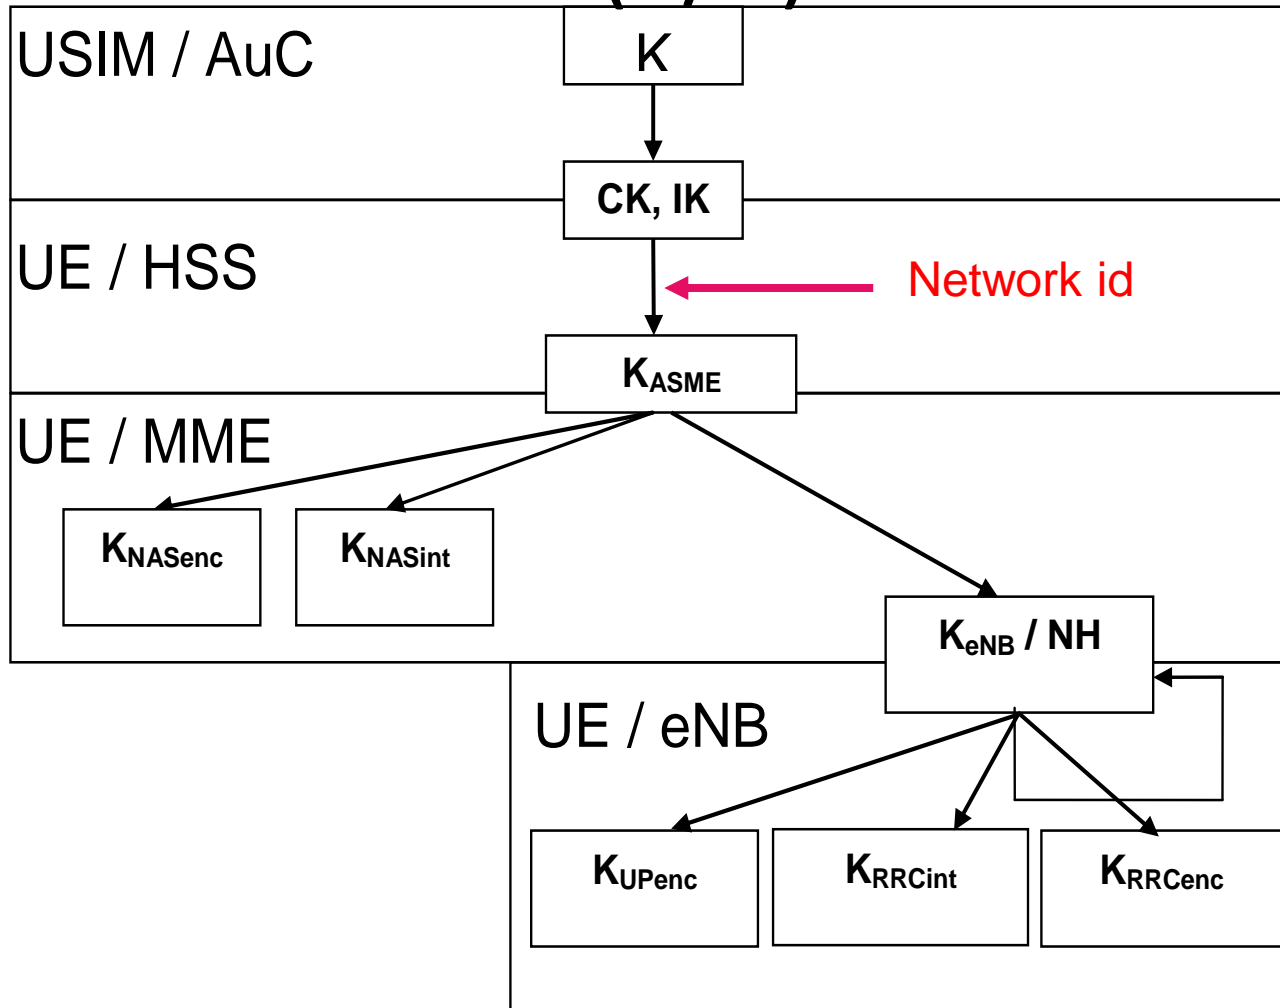 USIM / AuC
K
CK, IK
UE / HSS
Network id
KASME
UE / MME
KNASenc
KNASint
KeNB / NH
UE / eNB
KUPenc
KRRCint
KRRCenc